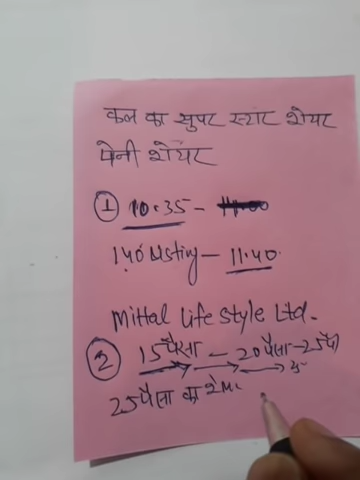 कल का सुपर स्टार शेयर
पेनी शेयर
① 10.35 -
140 Listing - 11.40
Mittal Life Style Ltd.
② 15 पैसा - 20 पैसा - 25 पै
25 पैसा का